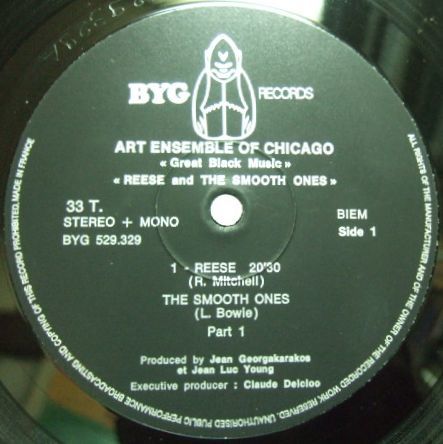 BYG RECORDS
ART ENSEMBLE OF CHICAGO
« Great Black Music »
« REESE and THE SMOOTH ONES »
33 T.
STEREO + MONO
BYG 529.329
BIEM
Side 1
1 - REESE 20'30
(R. Mitchell)
THE SMOOTH ONES
(L. Bowie)
Part 1
Produced by Jean Georgakarakos
et Jean Luc Young
Executive producer : Claude Delcloo
ALL RIGHTS OF THE MANUFACTURER AND OF THE OWNER OF THE RECORDED WORK RESERVED. UNAUTHORISED PUBLIC PERFORMANCE BROADCASTING AND COPYING OF THIS RECORD PROHIBITED, MADE IN FRANCE